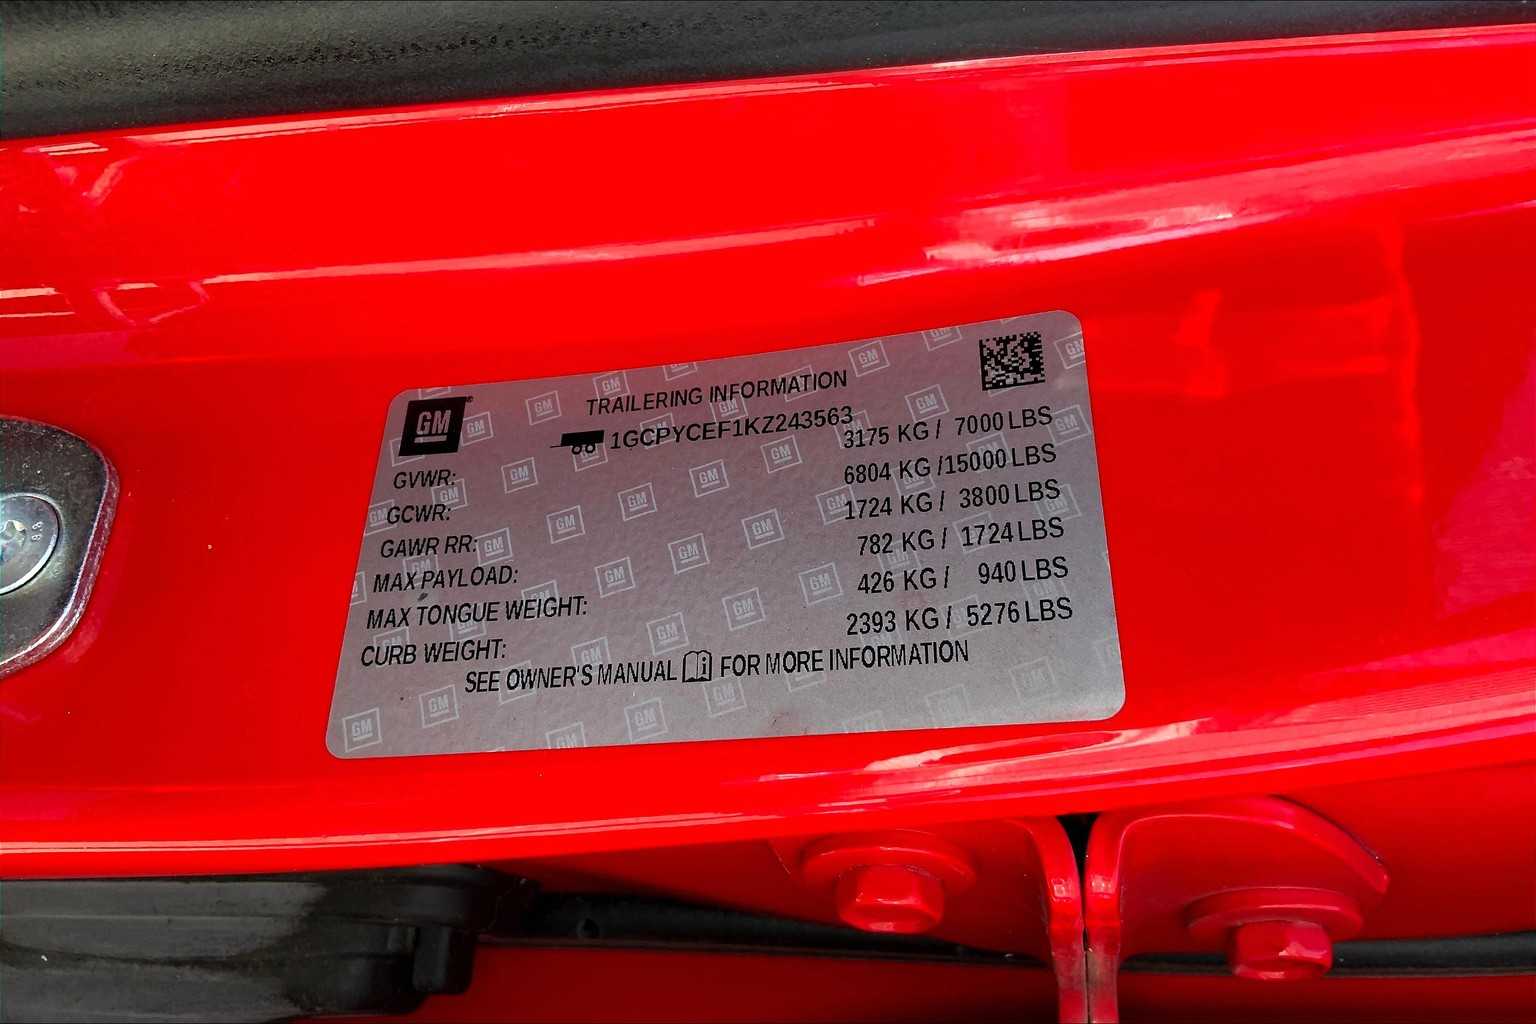 GM
TRAILERING INFORMATION
1GCPYCEF1KZ243563
GVWR: 3175 KG / 7000 LBS
GCWR: 6804 KG / 15000 LBS
GAWR RR: 1724 KG / 3800 LBS
MAX PAYLOAD: 782 KG / 1724 LBS
MAX TONGUE WEIGHT: 426 KG / 940 LBS
CURB WEIGHT: 2393 KG / 5276 LBS
SEE OWNER'S MANUAL i FOR MORE INFORMATION
8.8